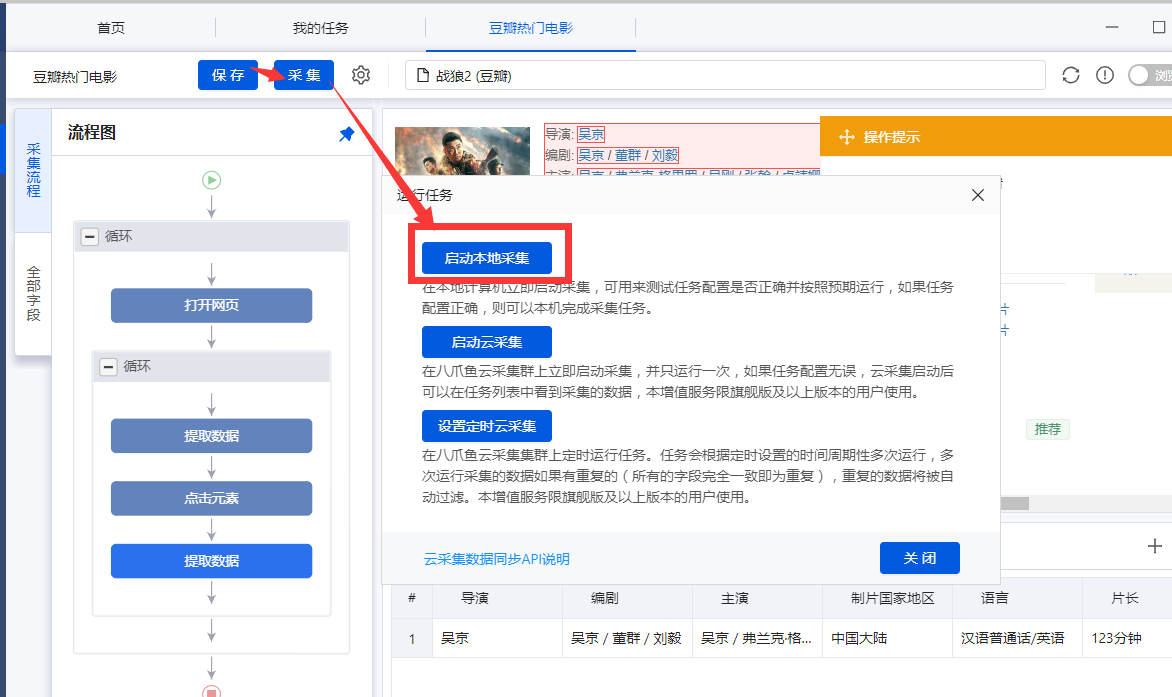 首页
我的任务
豆瓣热门电影
豆瓣热门电影
保存
采集
战狼2 (豆瓣)
采集流程
全部字段
流程图
循环
打开网页
循环
提取数据
点击元素
提取数据
导演: 吴京
编剧: 吴京 / 董群 / 刘毅
操作提示
运行任务
启动本地采集
在本地计算机立即启动采集，可用来测试任务配置是否正确并按照预期运行，如果任务
配置正确，则可以本机完成采集任务。
启动云采集
在八爪鱼云采集群上立即启动采集，并只运行一次，如果任务配置无误，云采集启动后
可以在任务列表中看到采集的数据，本增值服务限旗舰版及以上版本的用户使用。
设置定时云采集
在八爪鱼云采集集群上定时运行任务。任务会根据定时设置的时间周期性多次运行，多
次运行采集的数据如果有重复的（所有的字段完全一致即为重复），重复的数据将被自
动过滤。本增值服务限旗舰版及以上版本的用户使用。
云采集数据同步API说明
关闭
片
片
推荐
# 导演 编剧 主演 制片国家地区 语言 片长
1 吴京 吴京 / 董群 / 刘毅 吴京 / 弗兰克·格... 中国大陆 汉语普通话/英语 123分钟